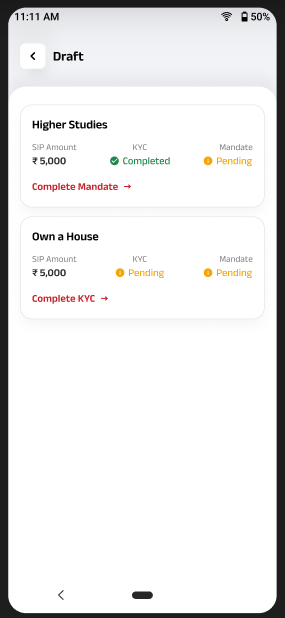 11:11 AM 50%
Draft
Higher Studies
SIP Amount KYC Mandate
₹ 5,000 Completed Pending
Complete Mandate →
Own a House
SIP Amount KYC Mandate
₹ 5,000 Pending Pending
Complete KYC →